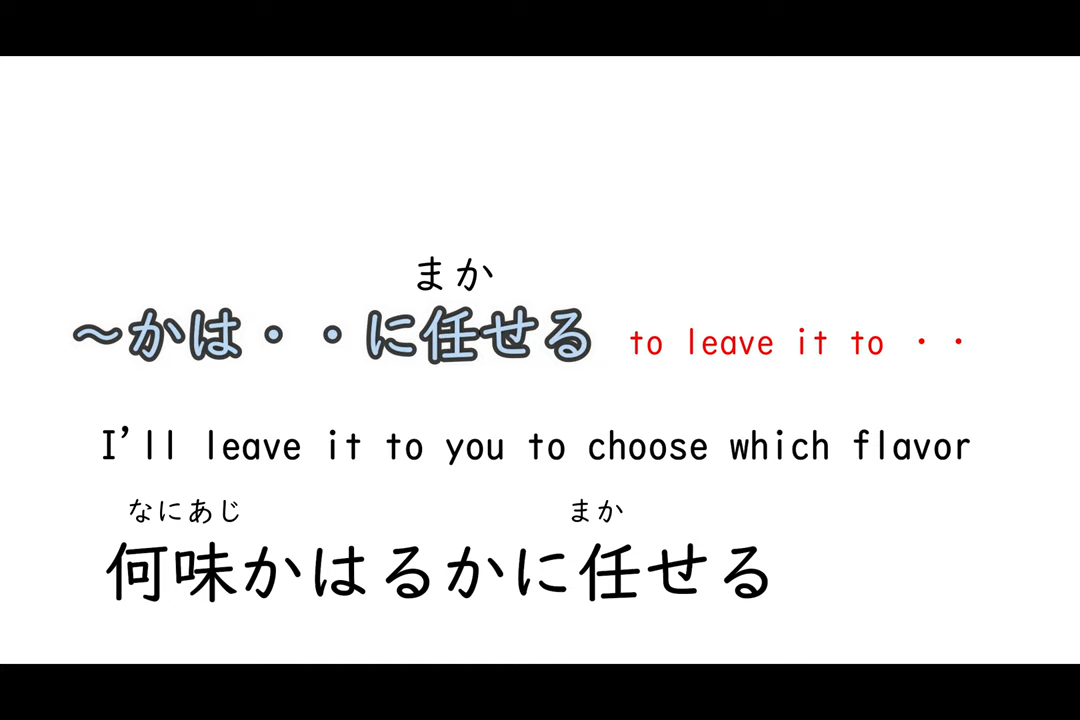 まか
～かは・・に任せる to leave it to ・・
I'll leave it to you to choose which flavor
なにあじ まか
何味かはるかに任せる